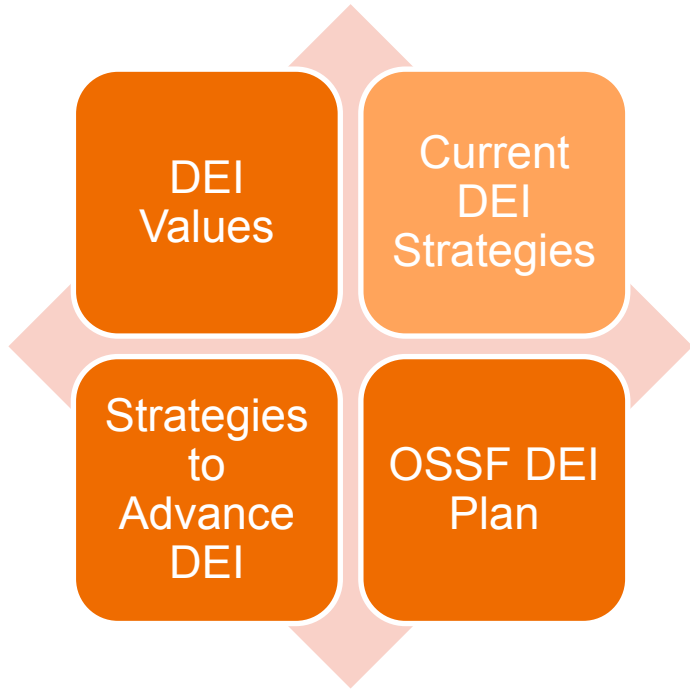 DEI
Values
Current
DEI
Strategies
Strategies
to
Advance
DEI
OSSF DEI
Plan